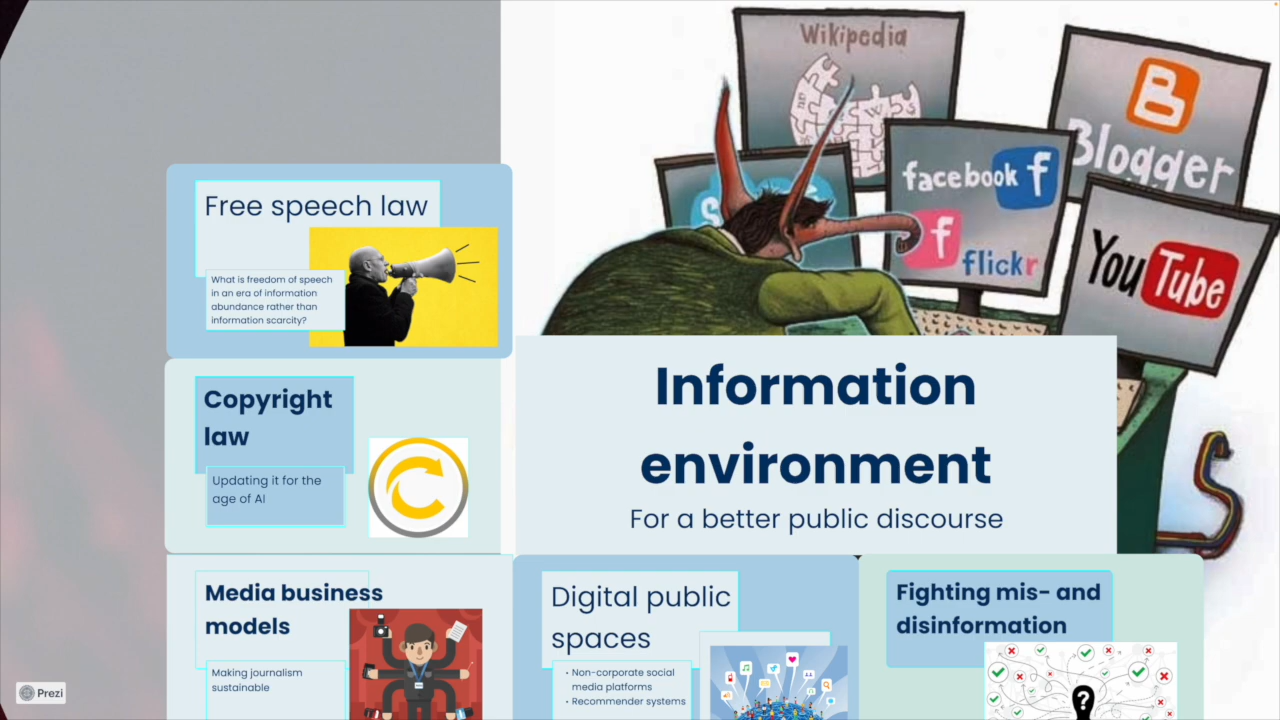 Wikipedia
Blogger
facebook f
f
flickr
You Tube
Free speech law
What is freedom of speech
in an era of information
abundance rather than
information scarcity?
Copyright
law
Updating it for the
age of AI
Information
environment
For a better public discourse
Media business
models
Making journalism
sustainable
Digital public
spaces
• Non-corporate social
media platforms
• Recommender systems
Fighting mis- and
disinformation
?
Prezi